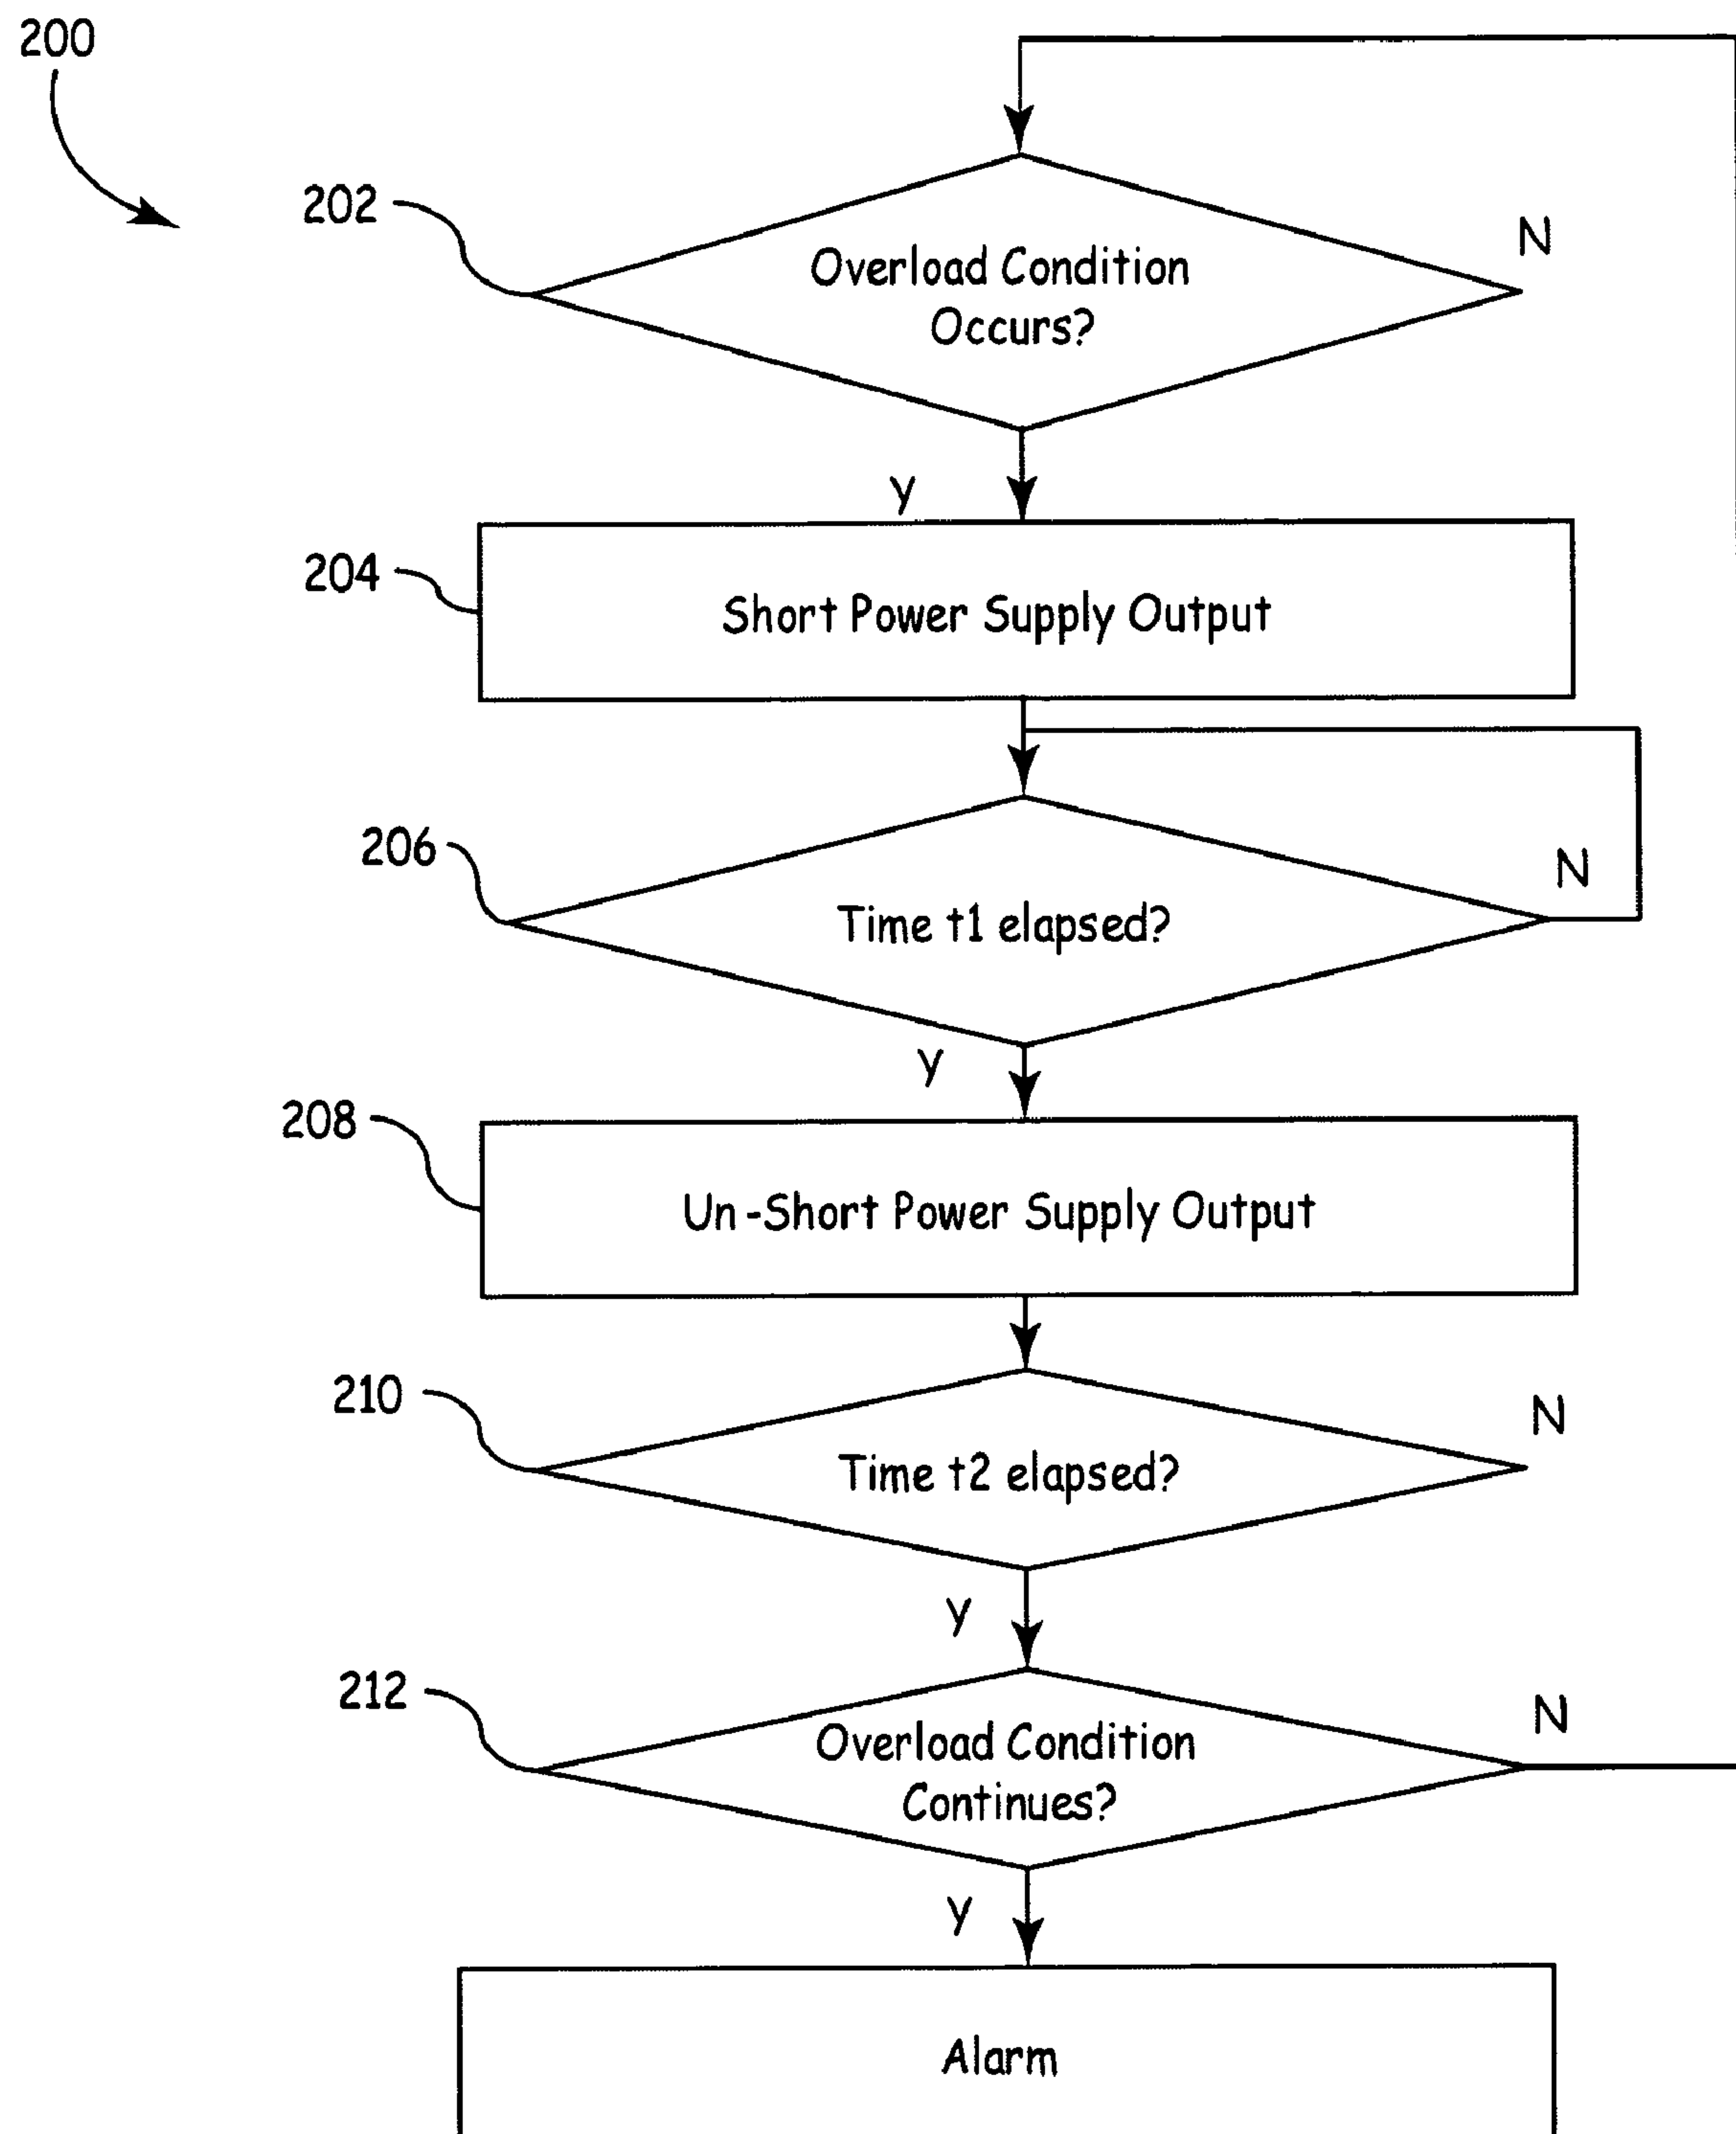 200
202
Overload Condition
Occurs?
N
Y
204
Short Power Supply Output
206
Time t1 elapsed?
N
Y
208
Un-Short Power Supply Output
210
Time t2 elapsed?
N
Y
212
Overload Condition
Continues?
N
Y
Alarm